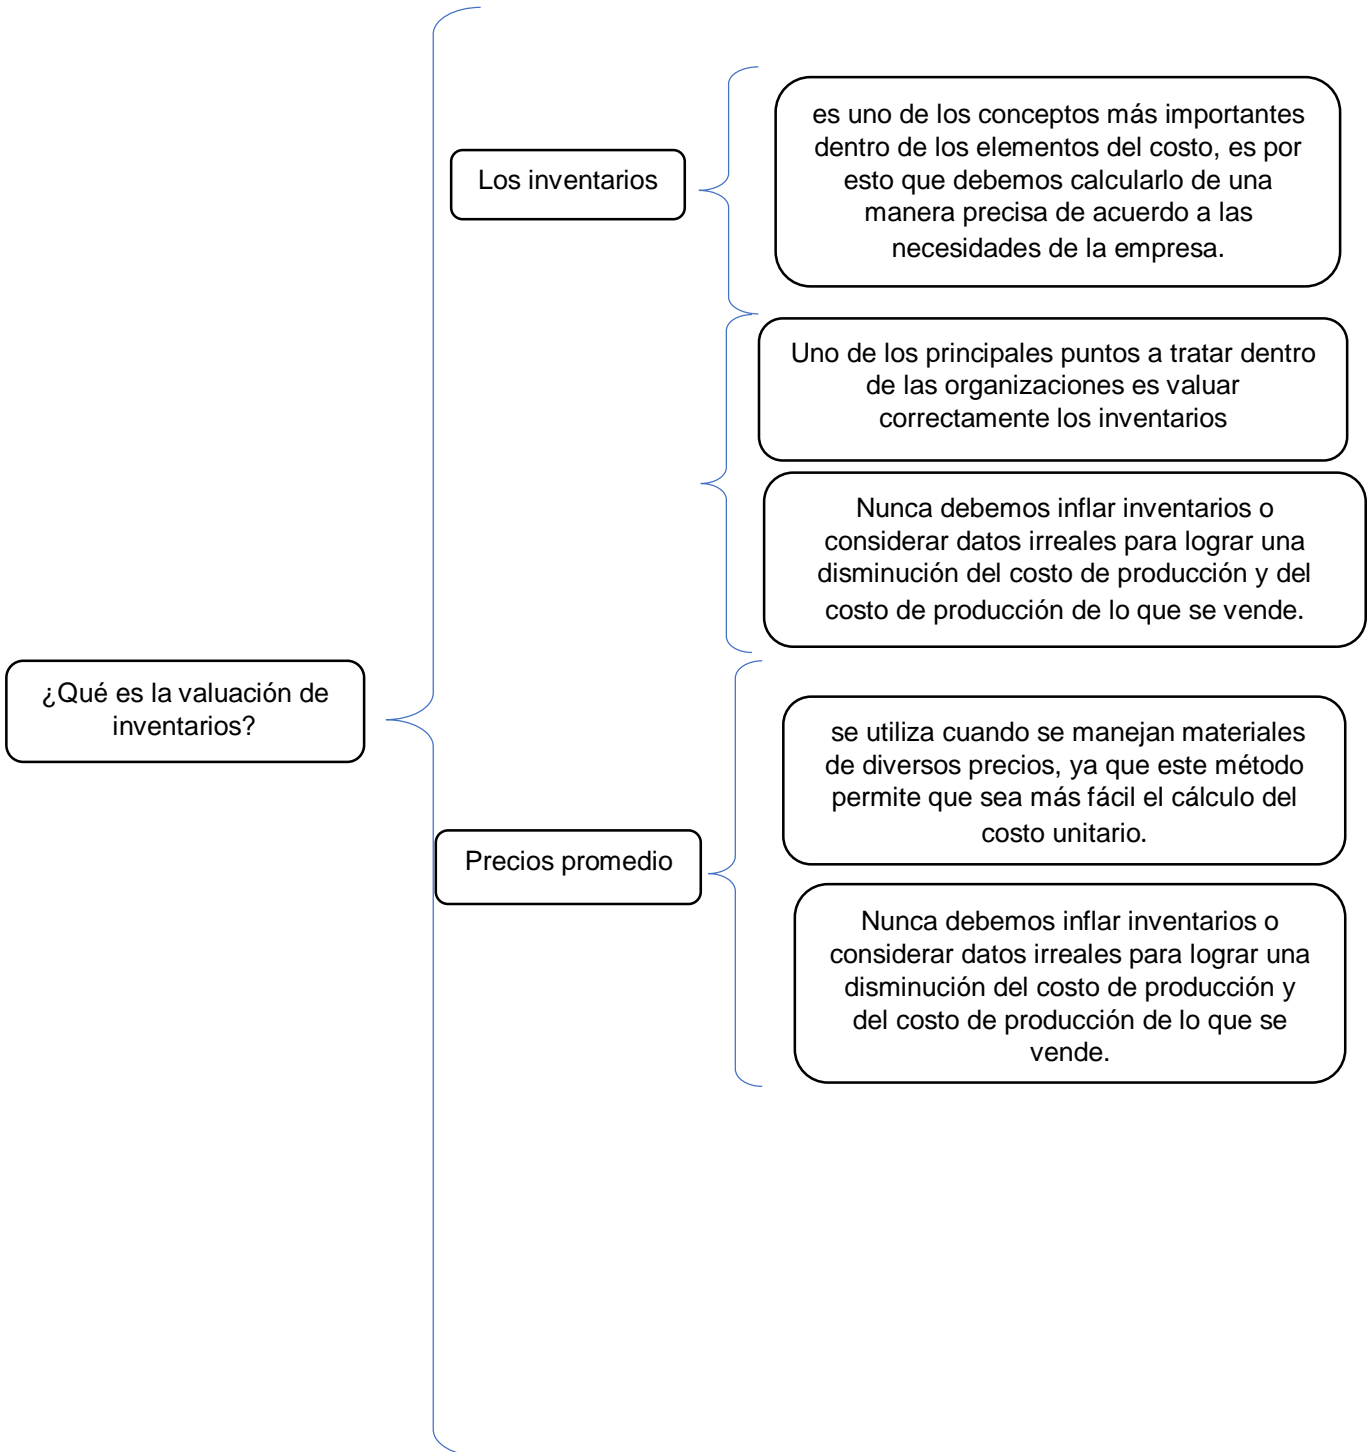 ¿Qué es la valuación de
inventarios?
Los inventarios
es uno de los conceptos más importantes
dentro de los elementos del costo, es por
esto que debemos calcularlo de una
manera precisa de acuerdo a las
necesidades de la empresa.
Uno de los principales puntos a tratar dentro
de las organizaciones es valuar
correctamente los inventarios
Nunca debemos inflar inventarios o
considerar datos irreales para lograr una
disminución del costo de producción y del
costo de producción de lo que se vende.
Precios promedio
se utiliza cuando se manejan materiales
de diversos precios, ya que este método
permite que sea más fácil el cálculo del
costo unitario.
Nunca debemos inflar inventarios o
considerar datos irreales para lograr una
disminución del costo de producción y
del costo de producción de lo que se
vende.